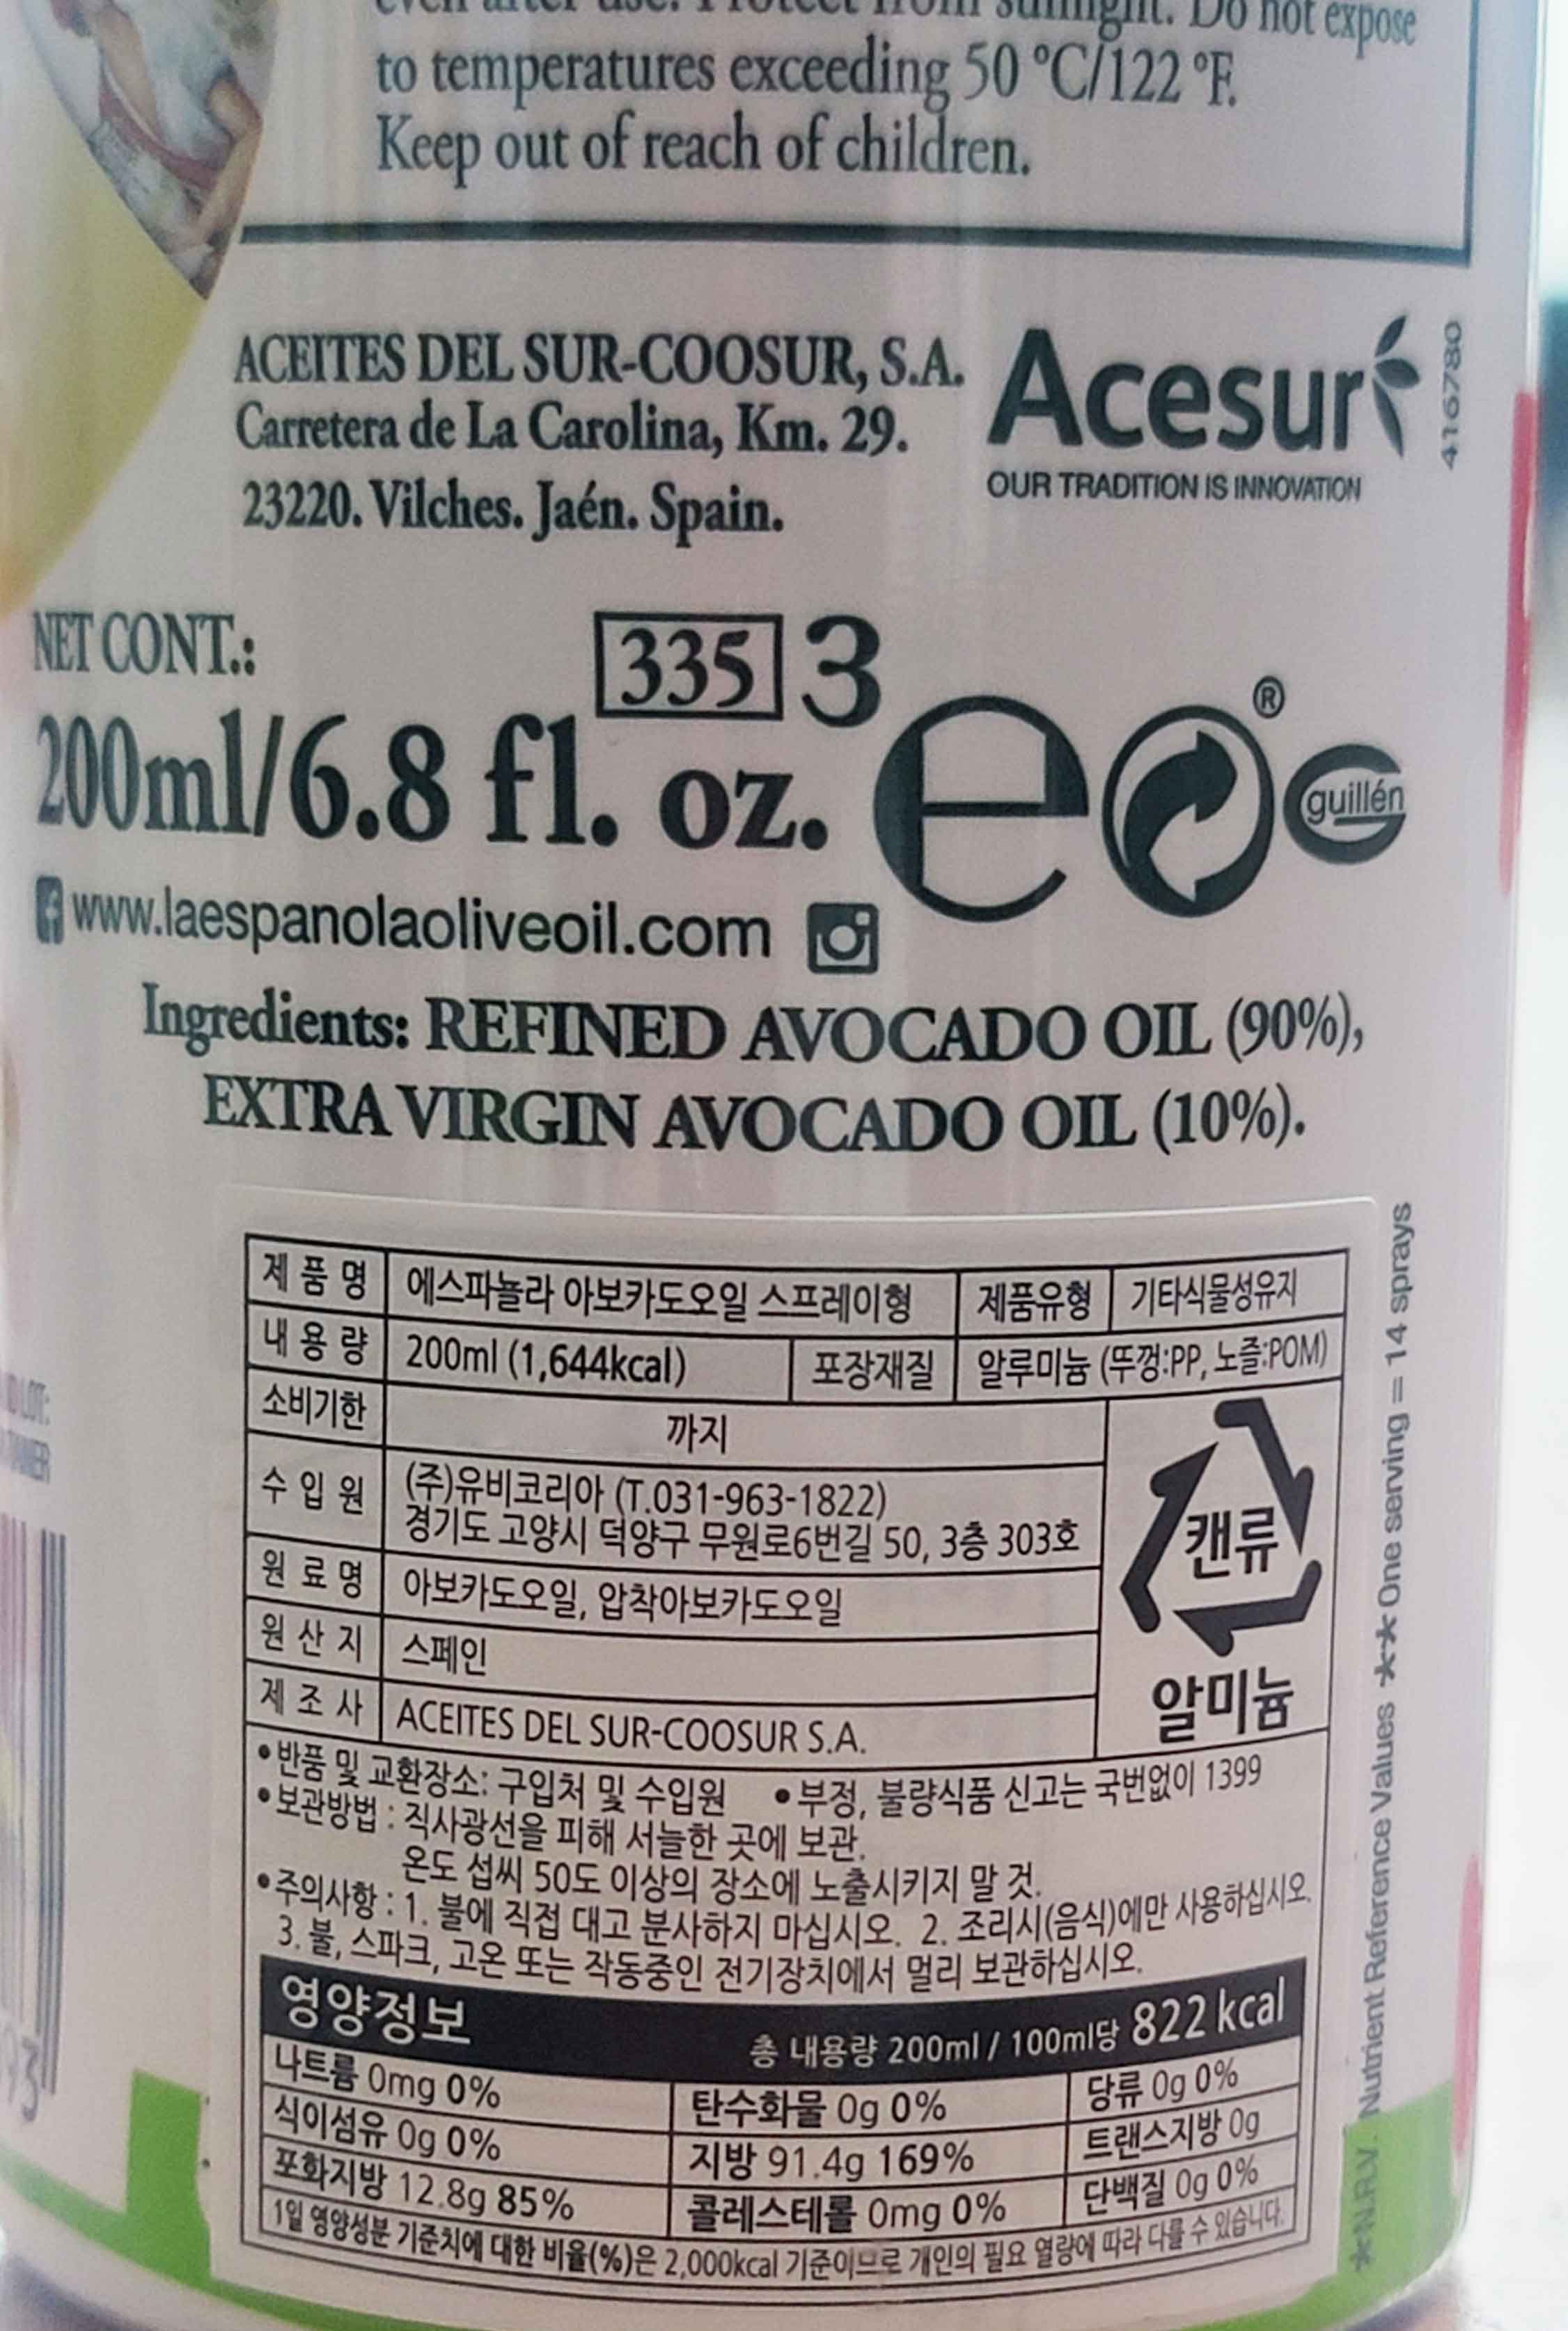 even after use. Protect from sunlight. Do not expose
to temperatures exceeding 50 °C/122 °F.
Keep out of reach of children.
ACEITES DEL SUR-COOSUR, S.A.
Carretera de La Carolina, Km. 29.
23220. Vilches. Jaén. Spain.
Acesur
OUR TRADITION IS INNOVATION
416780
NET CONT.:
335 3
200ml/6.8 fl. oz. e
®
guillén
www.laespanolaoliveoil.com
Ingredients: REFINED AVOCADO OIL (90%),
EXTRA VIRGIN AVOCADO OIL (10%).
제품명 에스파뇰라 아보카도오일 스프레이형 제품유형 기타식물성유지
내용량 200ml (1,644kcal) 포장재질 알루미늄 (뚜껑:PP, 노즐:POM)
소비기한 까지
수입원 (주)유비코리아 (T.031-963-1822)
경기도 고양시 덕양구 무원로6번길 50, 3층 303호
원료명 아보카도오일, 압착아보카도오일
원산지 스페인
제조사 ACEITES DEL SUR-COOSUR S.A.
캔류
알미늄
•반품 및 교환장소: 구입처 및 수입원 •부정, 불량식품 신고는 국번없이 1399
•보관방법 : 직사광선을 피해 서늘한 곳에 보관.
온도 섭씨 50도 이상의 장소에 노출시키지 말 것.
•주의사항 : 1. 불에 직접 대고 분사하지 마십시오. 2. 조리시(음식)에만 사용하십시오.
3. 불, 스파크, 고온 또는 작동중인 전기장치에서 멀리 보관하십시오.
영양정보 총 내용량 200ml / 100ml당 822 kcal
나트륨 0mg 0% 탄수화물 0g 0% 당류 0g 0%
식이섬유 0g 0% 지방 91.4g 169% 트랜스지방 0g
포화지방 12.8g 85% 콜레스테롤 0mg 0% 단백질 0g 0%
1일 영양성분 기준치에 대한 비율(%)은 2,000kcal 기준이므로 개인의 필요 열량에 따라 다를 수 있습니다.
*N.R.V. Nutrient Reference Values **One serving = 14 sprays